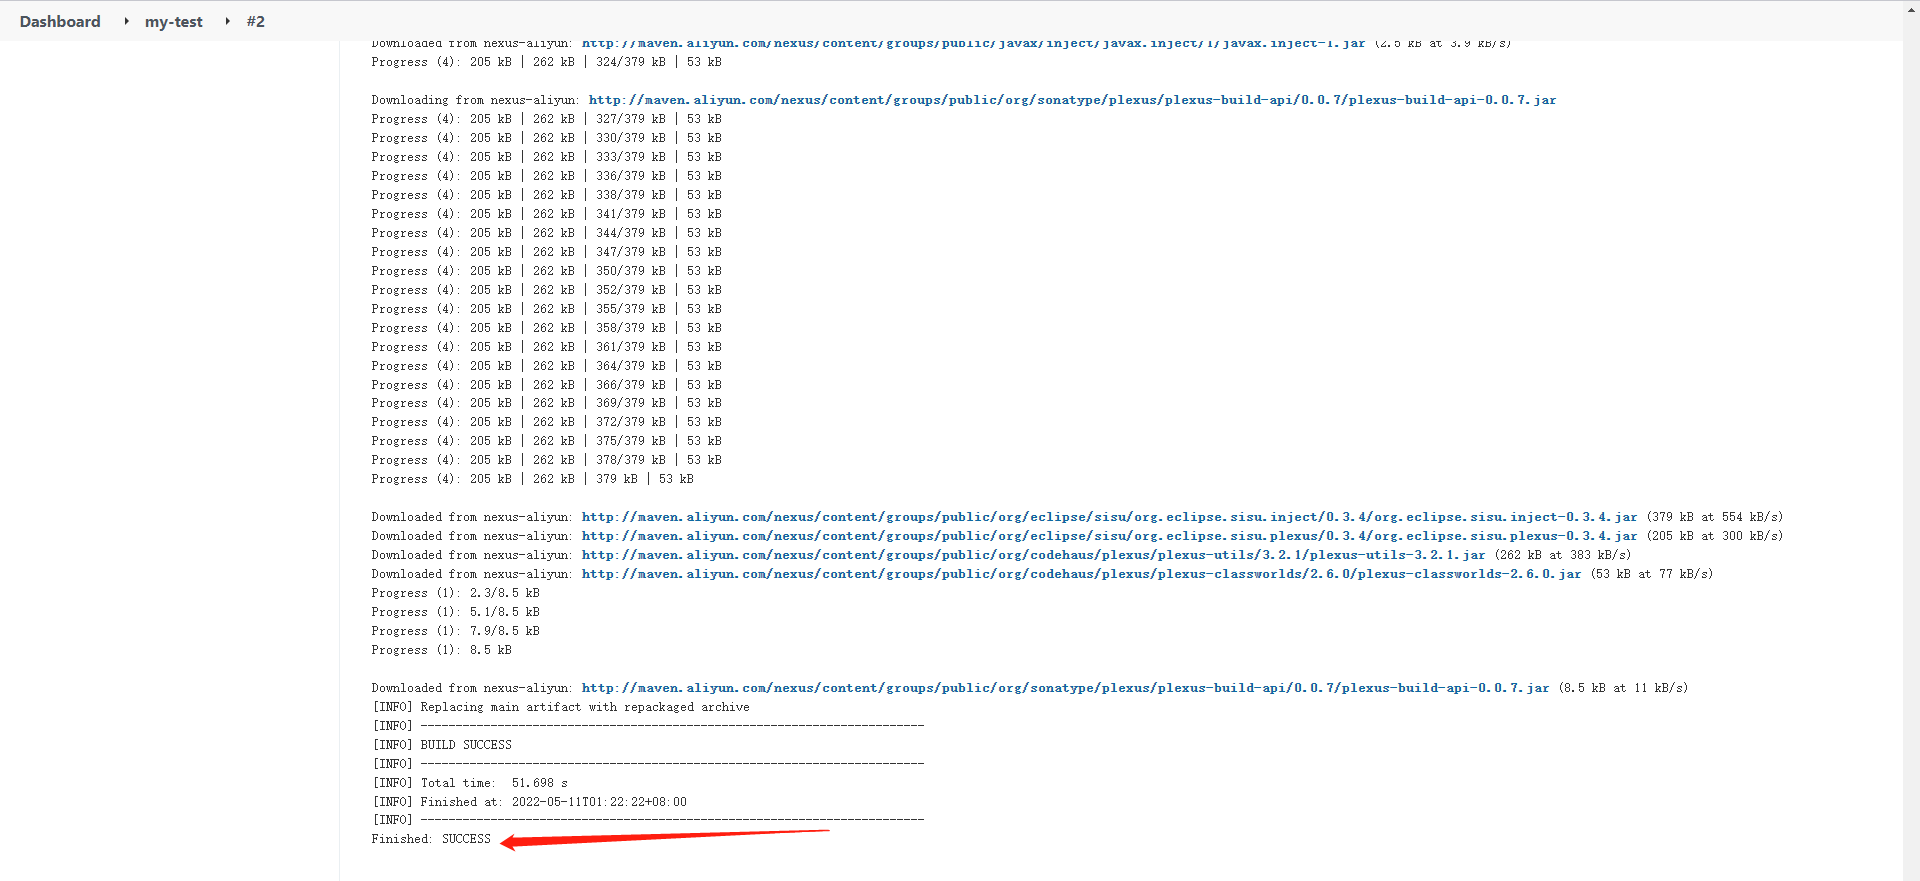 Dashboard my-test #2
Downloaded from nexus-aliyun: http://maven.aliyun.com/nexus/content/groups/public/javax/inject/javax.inject/1/javax.inject-1.jar (2.5 kB at 3.9 kB/s)
Progress (4): 205 kB | 262 kB | 324/379 kB | 53 kB
Downloading from nexus-aliyun: http://maven.aliyun.com/nexus/content/groups/public/org/sonatype/plexus/plexus-build-api/0.0.7/plexus-build-api-0.0.7.jar
Progress (4): 205 kB | 262 kB | 327/379 kB | 53 kB
Progress (4): 205 kB | 262 kB | 330/379 kB | 53 kB
Progress (4): 205 kB | 262 kB | 333/379 kB | 53 kB
Progress (4): 205 kB | 262 kB | 336/379 kB | 53 kB
Progress (4): 205 kB | 262 kB | 338/379 kB | 53 kB
Progress (4): 205 kB | 262 kB | 341/379 kB | 53 kB
Progress (4): 205 kB | 262 kB | 344/379 kB | 53 kB
Progress (4): 205 kB | 262 kB | 347/379 kB | 53 kB
Progress (4): 205 kB | 262 kB | 350/379 kB | 53 kB
Progress (4): 205 kB | 262 kB | 352/379 kB | 53 kB
Progress (4): 205 kB | 262 kB | 355/379 kB | 53 kB
Progress (4): 205 kB | 262 kB | 358/379 kB | 53 kB
Progress (4): 205 kB | 262 kB | 361/379 kB | 53 kB
Progress (4): 205 kB | 262 kB | 364/379 kB | 53 kB
Progress (4): 205 kB | 262 kB | 366/379 kB | 53 kB
Progress (4): 205 kB | 262 kB | 369/379 kB | 53 kB
Progress (4): 205 kB | 262 kB | 372/379 kB | 53 kB
Progress (4): 205 kB | 262 kB | 375/379 kB | 53 kB
Progress (4): 205 kB | 262 kB | 378/379 kB | 53 kB
Progress (4): 205 kB | 262 kB | 379 kB | 53 kB
Downloaded from nexus-aliyun: http://maven.aliyun.com/nexus/content/groups/public/org/eclipse/sisu/org.eclipse.sisu.inject/0.3.4/org.eclipse.sisu.inject-0.3.4.jar (379 kB at 554 kB/s)
Downloaded from nexus-aliyun: http://maven.aliyun.com/nexus/content/groups/public/org/eclipse/sisu/org.eclipse.sisu.plexus/0.3.4/org.eclipse.sisu.plexus-0.3.4.jar (205 kB at 300 kB/s)
Downloaded from nexus-aliyun: http://maven.aliyun.com/nexus/content/groups/public/org/codehaus/plexus/plexus-utils/3.2.1/plexus-utils-3.2.1.jar (262 kB at 383 kB/s)
Downloaded from nexus-aliyun: http://maven.aliyun.com/nexus/content/groups/public/org/codehaus/plexus/plexus-classworlds/2.6.0/plexus-classworlds-2.6.0.jar (53 kB at 77 kB/s)
Progress (1): 2.3/8.5 kB
Progress (1): 5.1/8.5 kB
Progress (1): 7.9/8.5 kB
Progress (1): 8.5 kB
Downloaded from nexus-aliyun: http://maven.aliyun.com/nexus/content/groups/public/org/sonatype/plexus/plexus-build-api/0.0.7/plexus-build-api-0.0.7.jar (8.5 kB at 11 kB/s)
[INFO] Replacing main artifact with repackaged archive
[INFO] ------------------------------------------------------------------------
[INFO] BUILD SUCCESS
[INFO] ------------------------------------------------------------------------
[INFO] Total time:  51.698 s
[INFO] Finished at: 2022-05-11T01:22:22+08:00
[INFO] ------------------------------------------------------------------------
Finished: SUCCESS